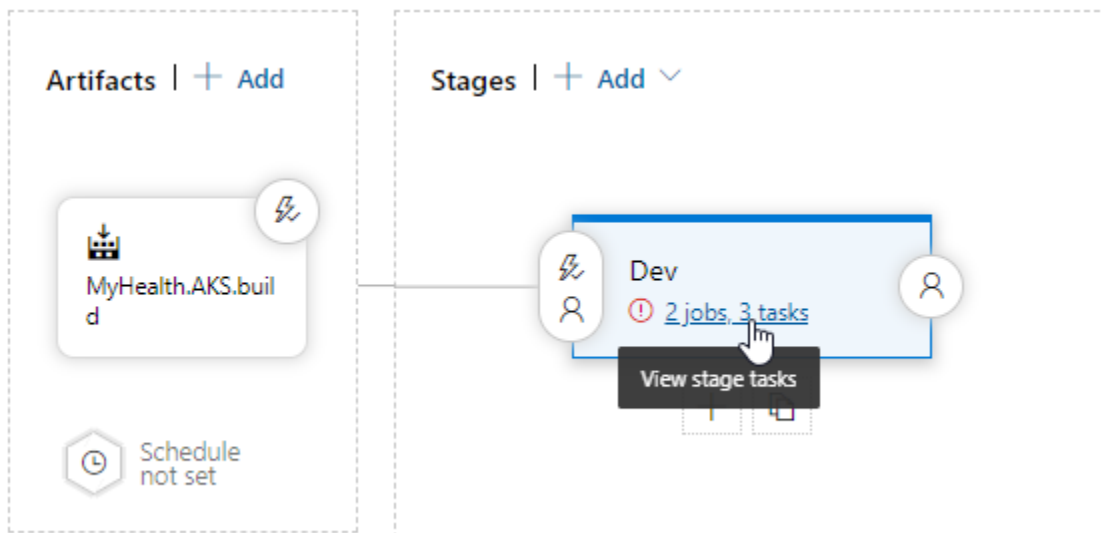 Artifacts | + Add
Stages | + Add
MyHealth.AKS.buil
d
Dev
2 jobs, 3 tasks
View stage tasks
Schedule
not set